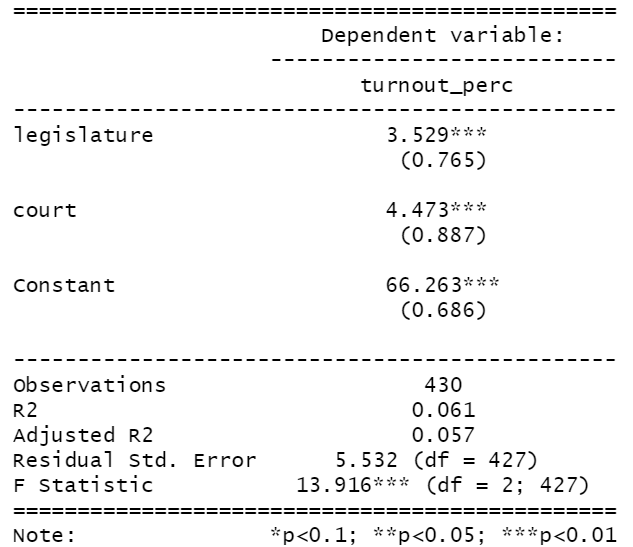 ===============================================
Dependent variable:
---------------------------
turnout_perc
-----------------------------------------------
legislature 3.529***
(0.765)
court 4.473***
(0.887)
Constant 66.263***
(0.686)
-----------------------------------------------
Observations 430
R2 0.061
Adjusted R2 0.057
Residual Std. Error 5.532 (df = 427)
F Statistic 13.916*** (df = 2; 427)
===============================================
Note: *p<0.1; **p<0.05; ***p<0.01